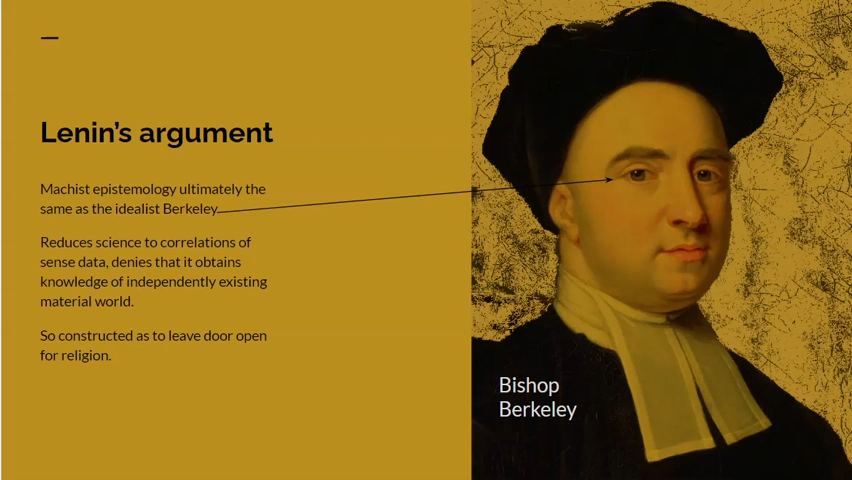 Lenin's argument
Machist epistemology ultimately the
same as the idealist Berkeley
Reduces science to correlations of
sense data, denies that it obtains
knowledge of independently existing
material world.
So constructed as to leave door open
for religion.
Bishop
Berkeley